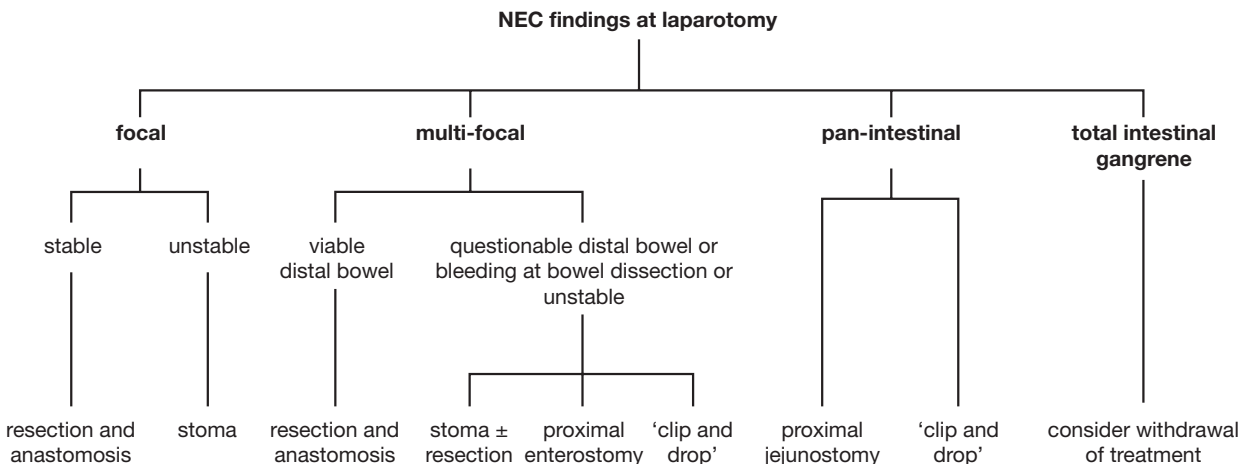 NEC findings at laparotomy
focal
multi-focal
pan-intestinal
total intestinal
gangrene
stable
unstable
viable
distal bowel
questionable distal bowel or
bleeding at bowel dissection or
unstable
resection and
anastomosis
stoma
resection and
anastomosis
stoma ±
resection
proximal
enterostomy
‘clip and
drop’
proximal
jejunostomy
‘clip and
drop’
consider withdrawal
of treatment